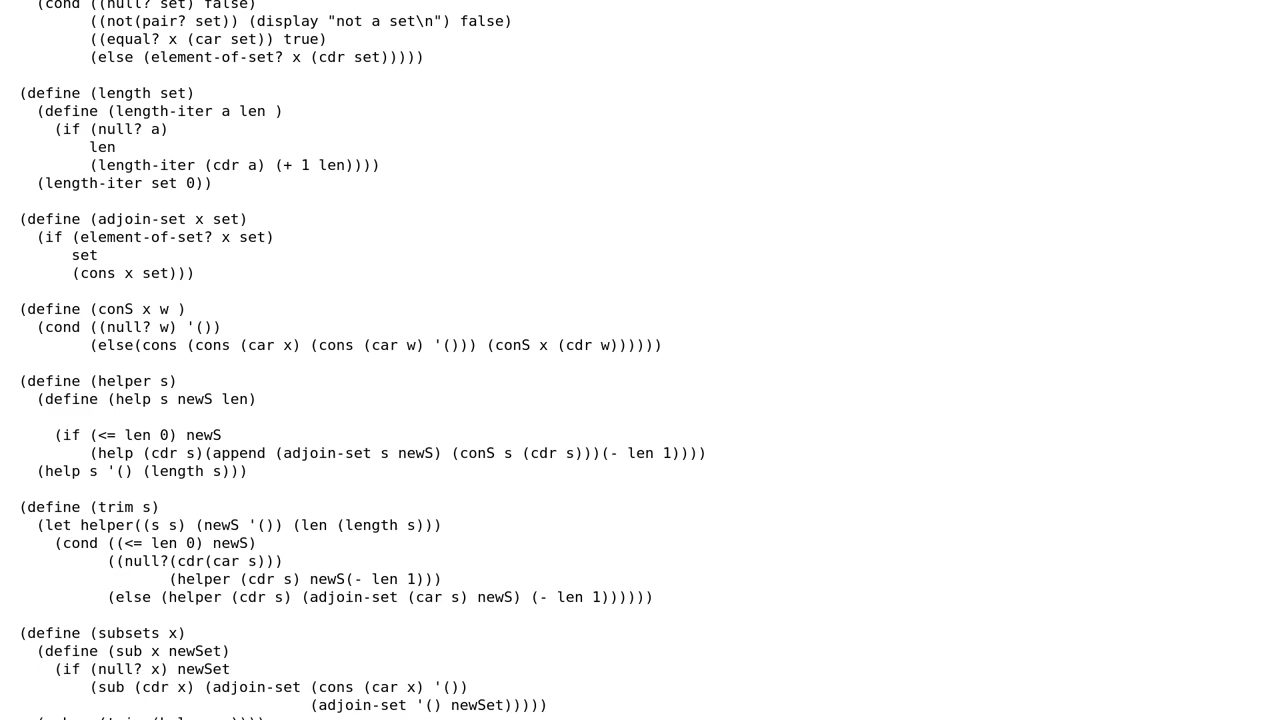 (cond ((null? set) false)
((not(pair? set)) (display "not a set\n") false)
((equal? x (car set)) true)
(else (element-of-set? x (cdr set)))))
(define (length set)
(define (length-iter a len )
(if (null? a)
len
(length-iter (cdr a) (+ 1 len))))
(length-iter set 0))
(define (adjoin-set x set)
(if (element-of-set? x set)
set
(cons x set)))
(define (conS x w )
(cond ((null? w) '())
(else(cons (cons (car x) (cons (car w) '())) (conS x (cdr w))))))
(define (helper s)
(define (help s newS len)
(if (<= len 0) newS
(help (cdr s)(append (adjoin-set s newS) (conS s (cdr s)))(- len 1))))
(help s '() (length s)))
(define (trim s)
(let helper((s s) (newS '()) (len (length s)))
(cond ((<= len 0) newS)
((null?(cdr(car s)))
(helper (cdr s) newS(- len 1)))
(else (helper (cdr s) (adjoin-set (car s) newS) (- len 1))))))
(define (subsets x)
(define (sub x newSet)
(if (null? x) newSet
(sub (cdr x) (adjoin-set (cons (car x) '())
(adjoin-set '() newSet)))))